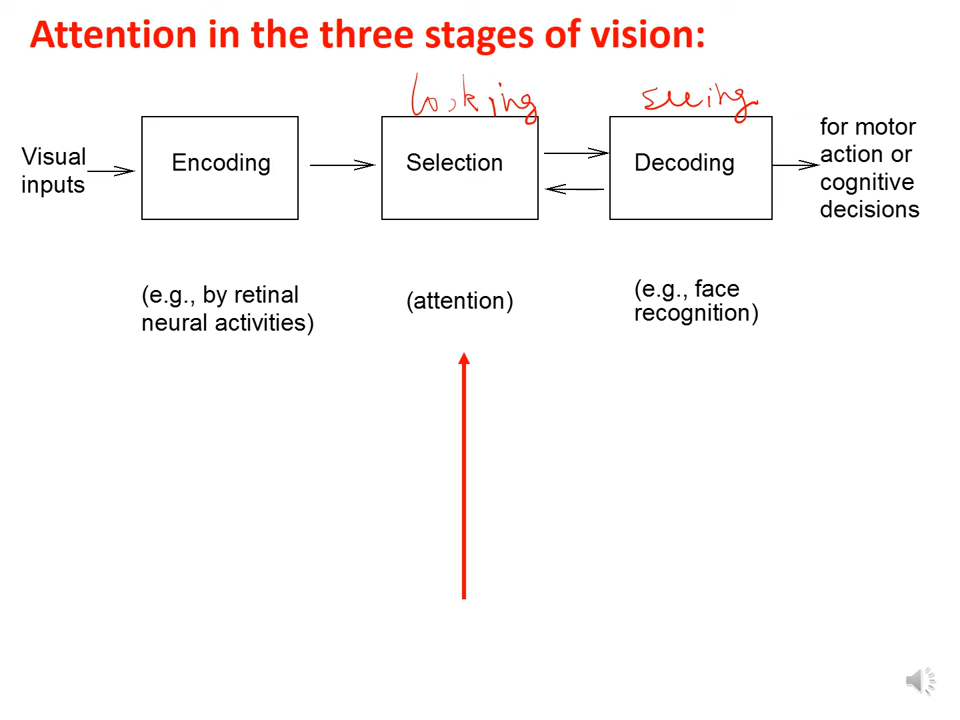 Attention in the three stages of vision:
looking
seeing
Visual
inputs
Encoding
Selection
Decoding
for motor
action or
cognitive
decisions
(e.g., by retinal
neural activities)
(attention)
(e.g., face
recognition)